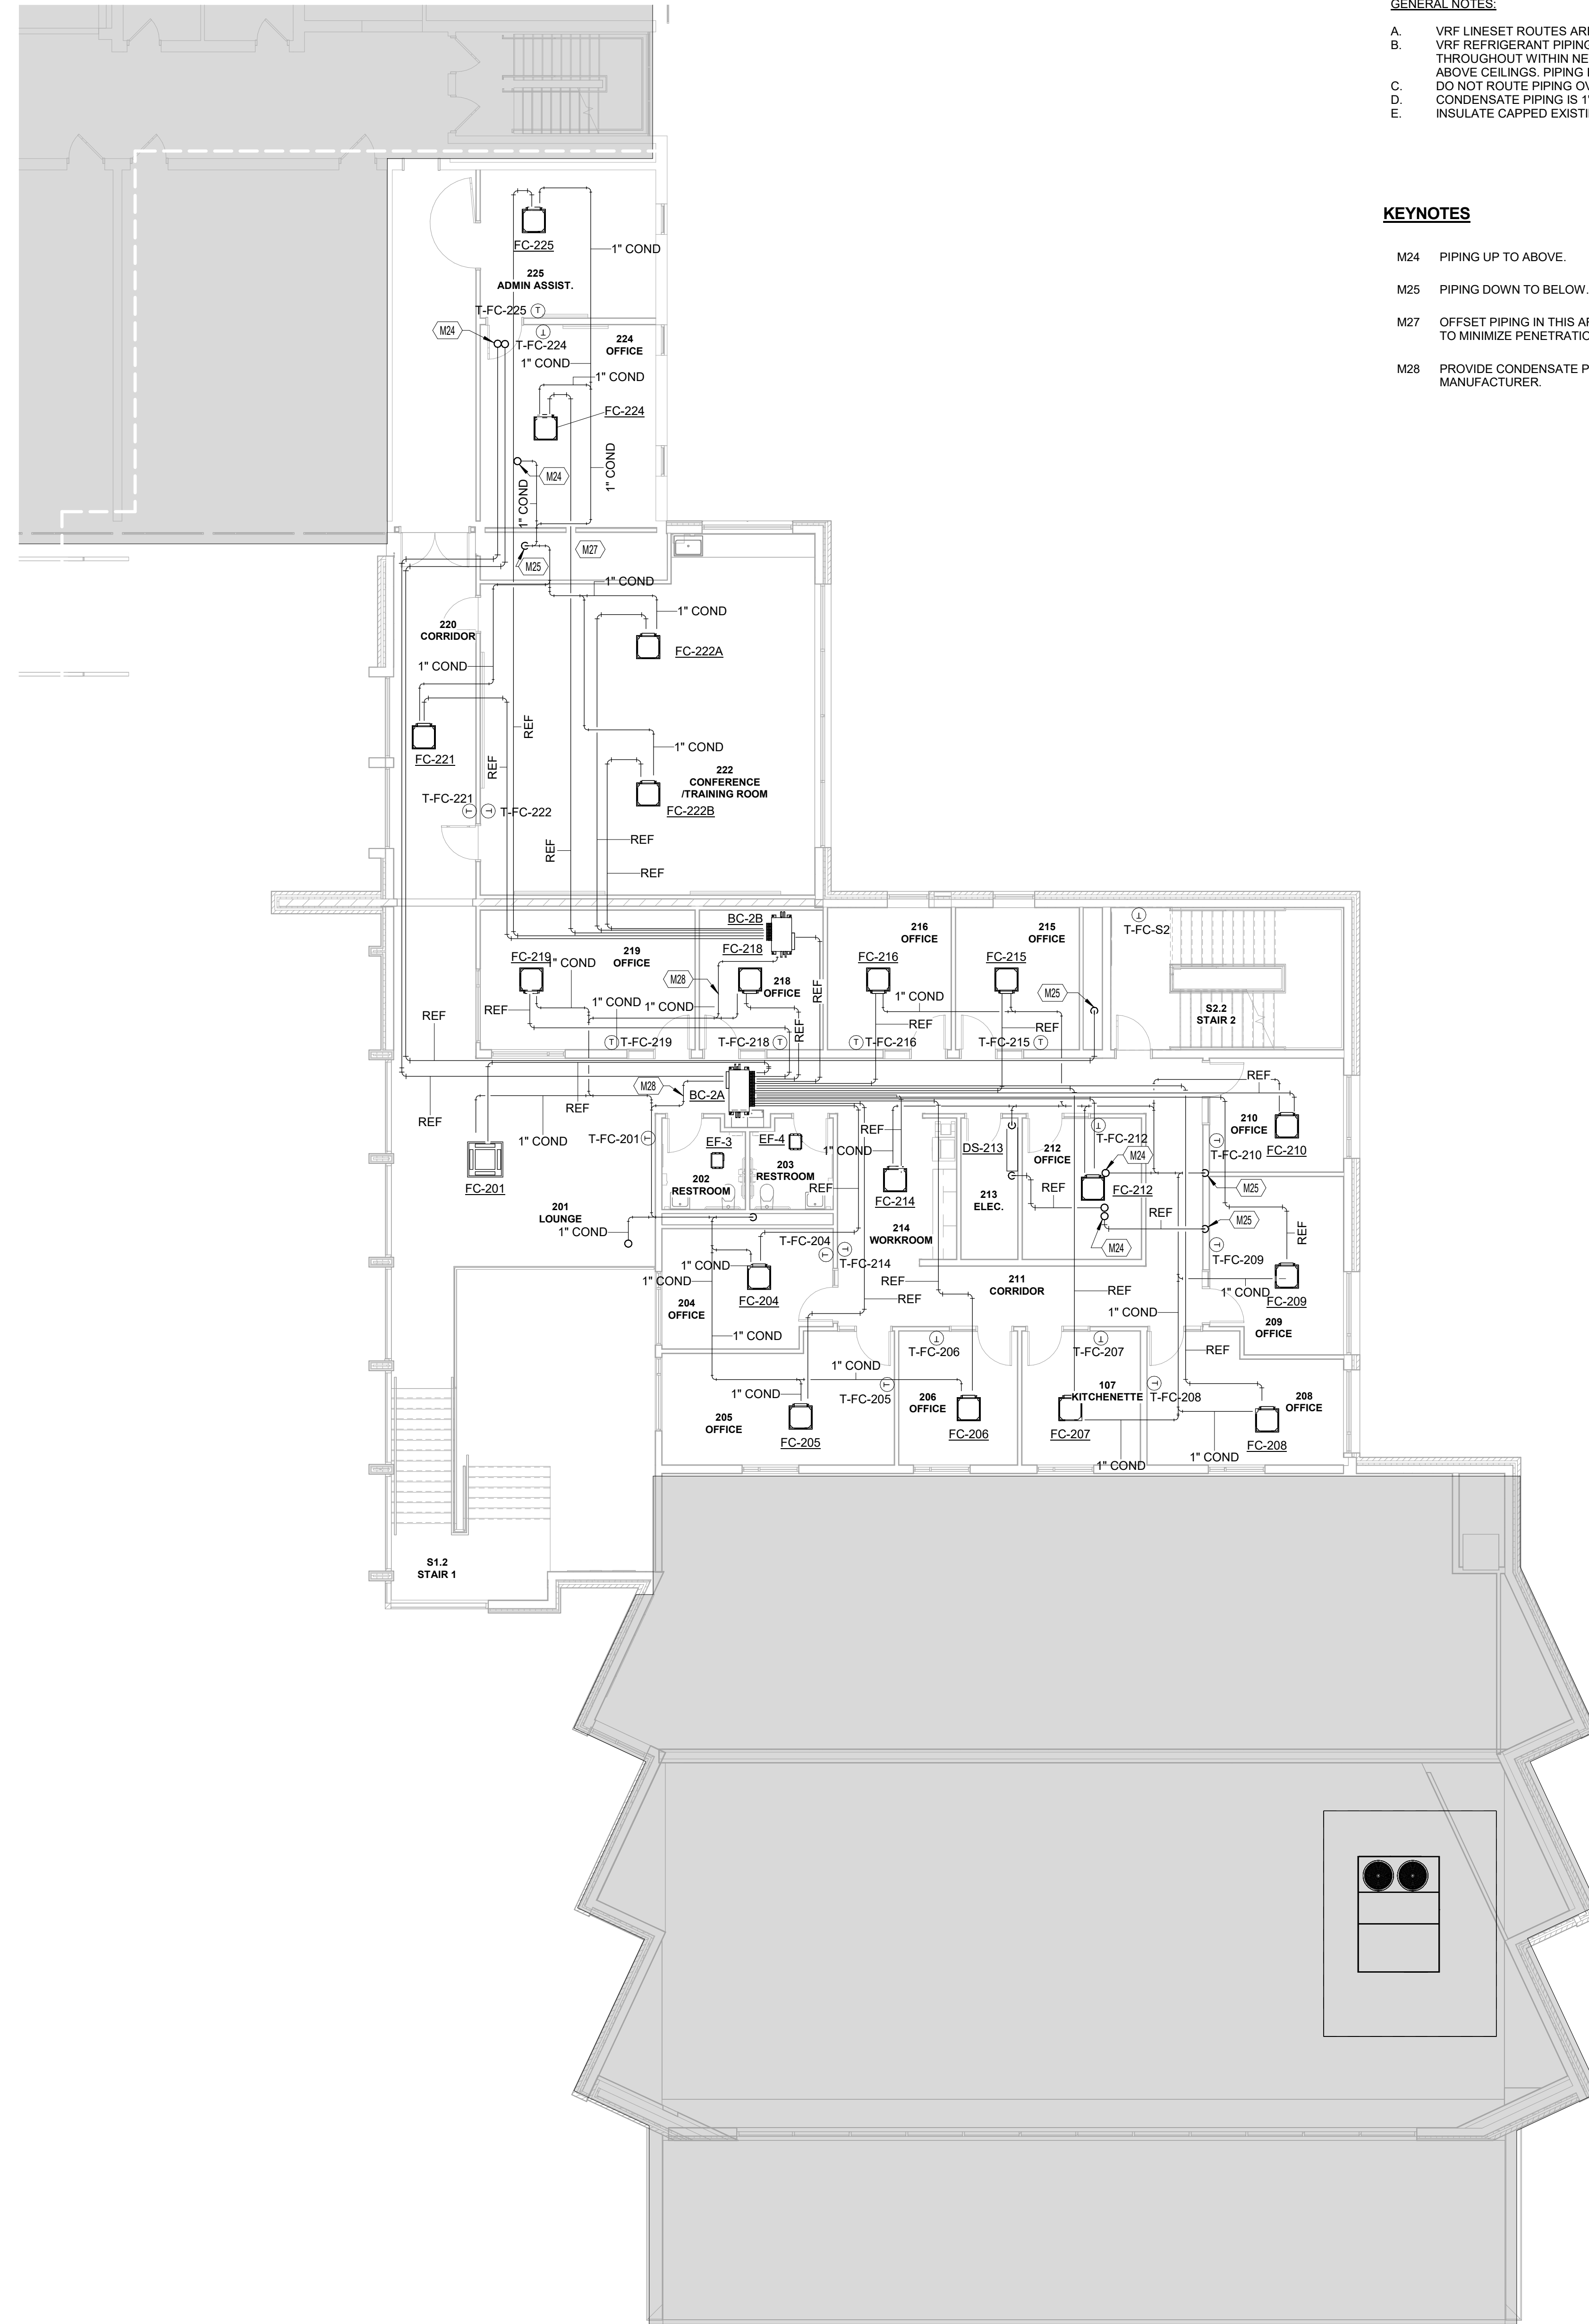 GENERAL NOTES:
A. VRF LINESET ROUTES AR
B. VRF REFRIGERANT PIPING
THROUGHOUT WITHIN NE
ABOVE CEILINGS. PIPING
C. DO NOT ROUTE PIPING OV
D. CONDENSATE PIPING IS 1"
E. INSULATE CAPPED EXISTI
KEYNOTES
M24 PIPING UP TO ABOVE.
M25 PIPING DOWN TO BELOW.
M27 OFFSET PIPING IN THIS AR
TO MINIMIZE PENETRATIO
M28 PROVIDE CONDENSATE P
MANUFACTURER.
FC-225
1" COND
225
ADMIN ASSIST.
T-FC-225
T
M24
T
T-FC-224
224
OFFICE
1" COND
1" COND
FC-224
1" COND
M24
1" COND
M27
M25
1" COND
1" COND
220
CORRIDOR
FC-222A
1" COND
REF
FC-221
REF
1" COND
222
CONFERENCE
/TRAINING ROOM
T-FC-221
T
T
T-FC-222
FC-222B
REF
REF
REF
BC-2B
FC-219
1" COND
219
OFFICE
FC-218
M28
218
OFFICE
216
OFFICE
FC-216
215
OFFICE
FC-215
T
T-FC-S2
REF
1" COND
1" COND
REF
1" COND
M25
REF
REF
S2.2
STAIR 2
REF
T
T-FC-219
T-FC-218
T
REF
T
T-FC-216
T-FC-215
T
M28
BC-2A
REF
REF
REF
1" COND
T-FC-201
T
EF-3
EF-4
REF
1" COND
DS-213
212
OFFICE
T
T-FC-212
210
OFFICE
T
T-FC-210
FC-210
M24
FC-201
202
RESTROOM
203
RESTROOM
REF
FC-214
213
ELEC.
REF
FC-212
M25
201
LOUNGE
1" COND
214
WORKROOM
REF
M25
REF
T-FC-204
T
T
T-FC-214
M24
T
T-FC-209
1" COND
1" COND
FC-204
REF
REF
211
CORRIDOR
REF
1" COND
1" COND
FC-209
204
OFFICE
209
OFFICE
1" COND
T
T-FC-206
T
T-FC-207
REF
1" COND
1" COND
T
T-FC-205
206
OFFICE
107
KITCHENETTE
T
T-FC-208
208
OFFICE
205
OFFICE
FC-205
FC-206
FC-207
FC-208
1" COND
1" COND
S1.2
STAIR 1